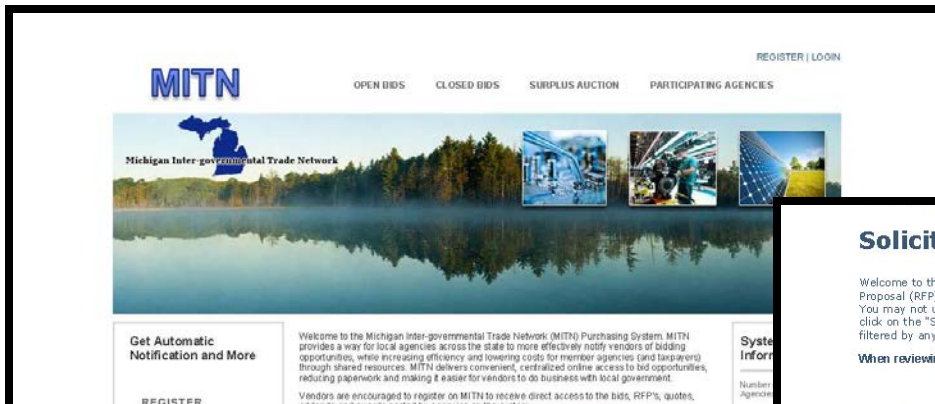 REGISTER | LOGIN
MITN
OPEN BIDS CLOSED BIDS SURPLUS AUCTION PARTICIPATING AGENCIES
Michigan Inter-governmental Trade Network
Get Automatic
Notification and More
REGISTER
Welcome to the Michigan Inter-governmental Trade Network (MITN) Purchasing System. MITN
provides a way for local agencies across the state to more effectively notify vendors of bidding
opportunities, while increasing efficiency and lowering costs for member agencies (and taxpayers)
through shared resources. MITN delivers convenient, centralized online access to bid opportunities,
reducing paperwork and making it easier for vendors to do business with local government.
Vendors are encouraged to register on MITN to receive direct access to the bids, RFP's, quotes,
Syste
Inform
Number
Agencie
Solicit
Welcome to th
Proposal (RFP
You may not u
click on the "S
filtered by any
When reviewin